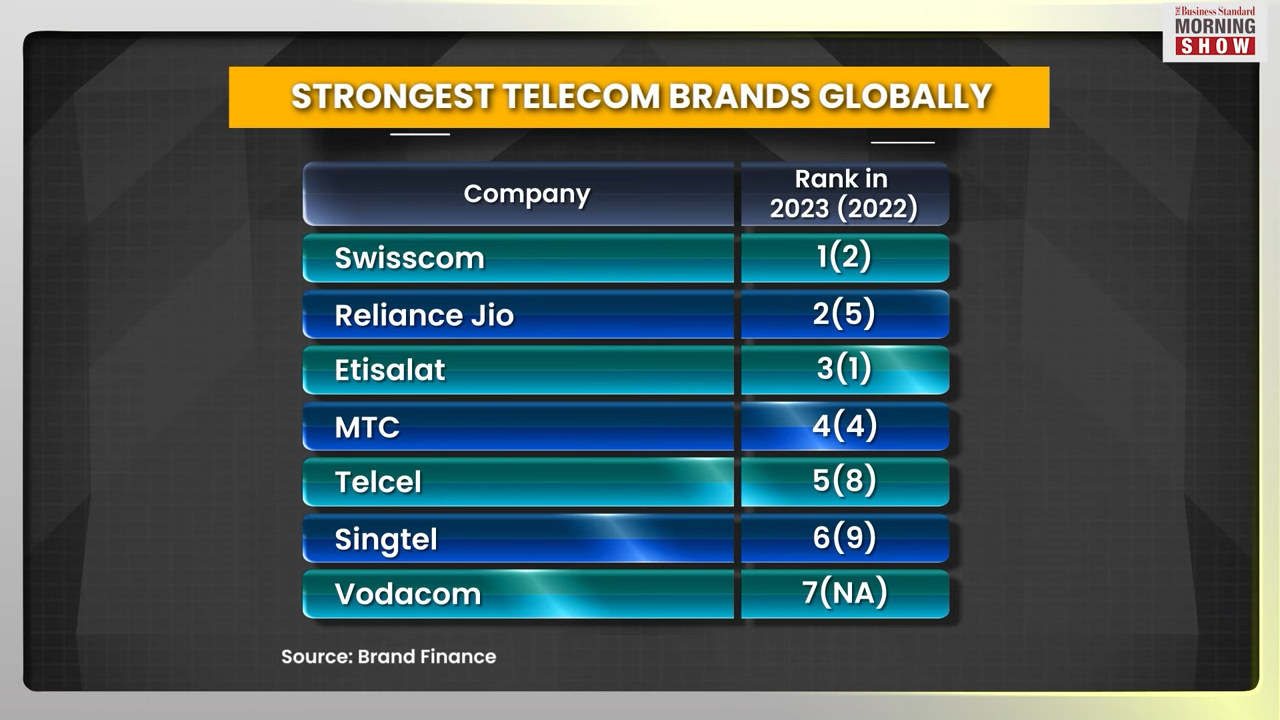 THE Business Standard
MORNING
SHOW
STRONGEST TELECOM BRANDS GLOBALLY
Company
Rank in
2023 (2022)
Swisscom 1(2)
Reliance Jio 2(5)
Etisalat 3(1)
MTC 4(4)
Telcel 5(8)
Singtel 6(9)
Vodacom 7(NA)
Source: Brand Finance